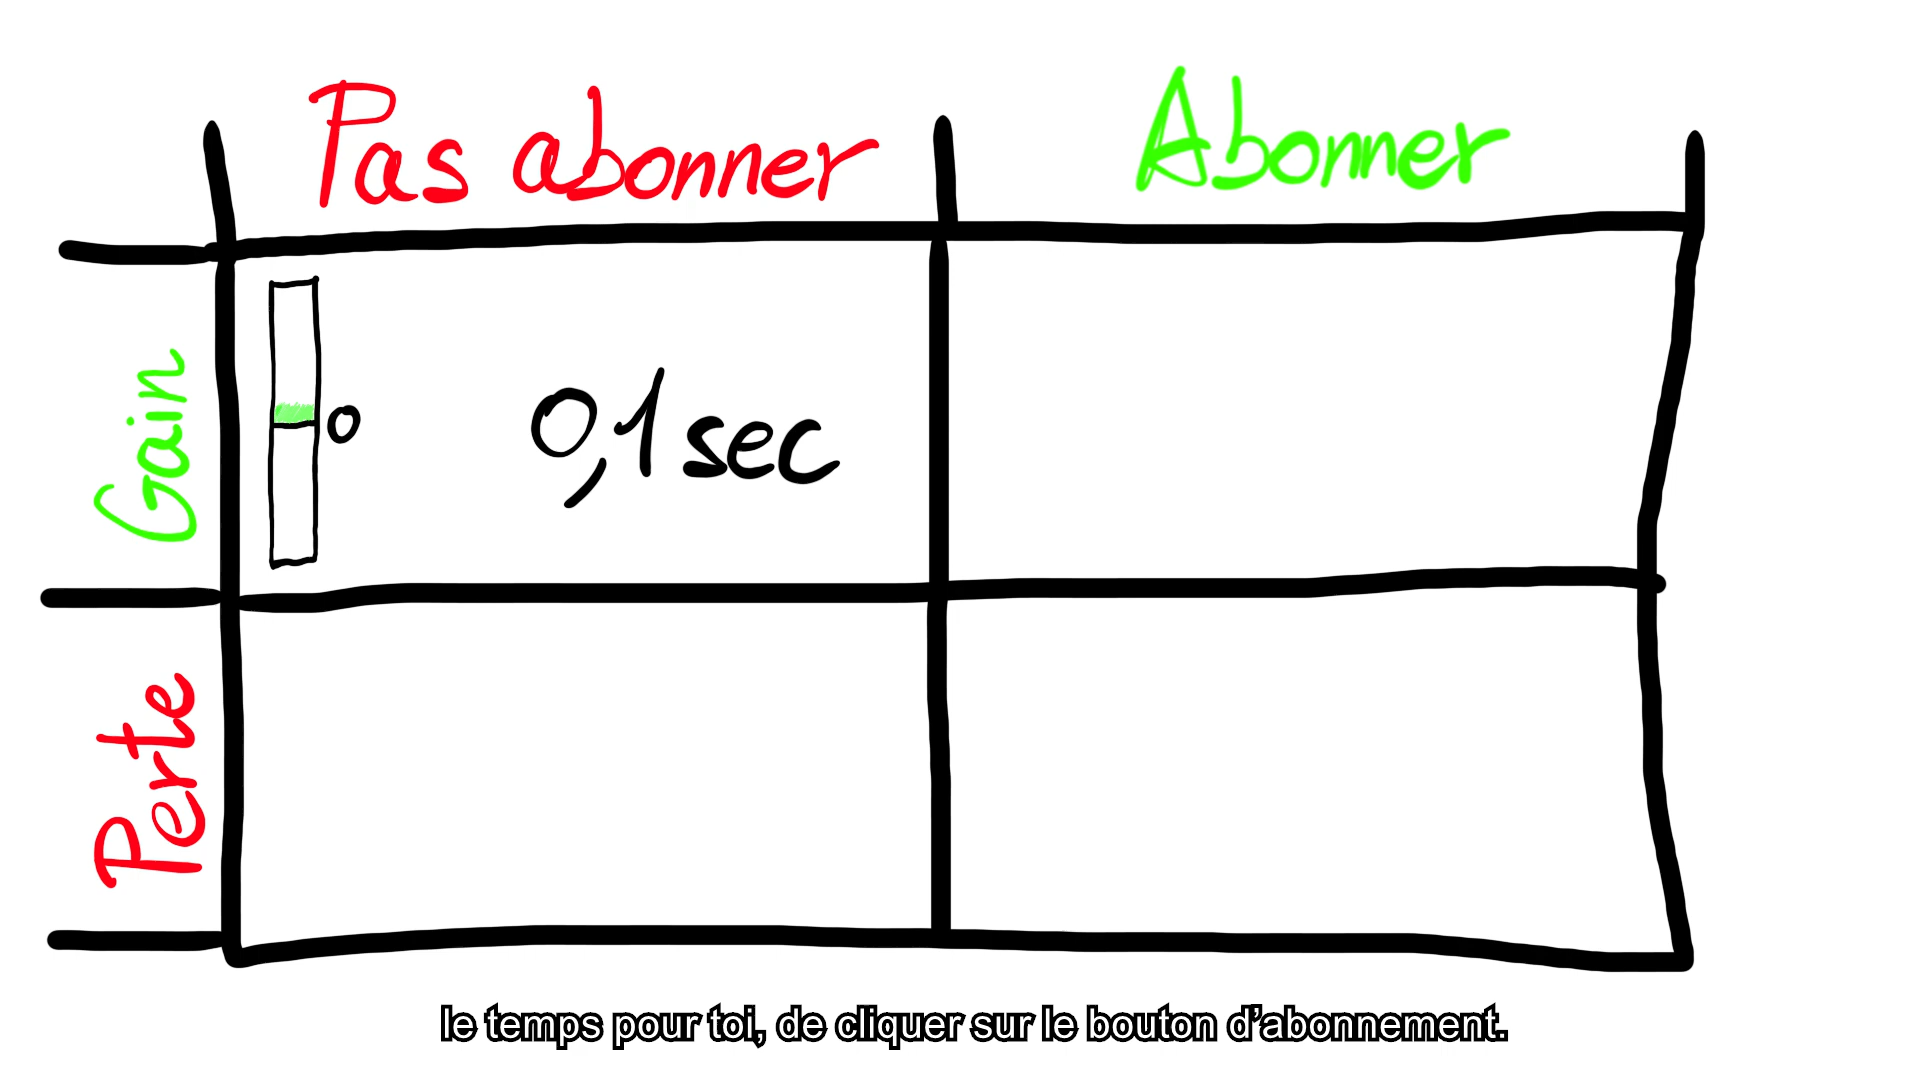 Pas abonner
Abonner
Gain
0
0,1 sec
Perte
le temps pour toi, de cliquer sur le bouton d'abonnement.